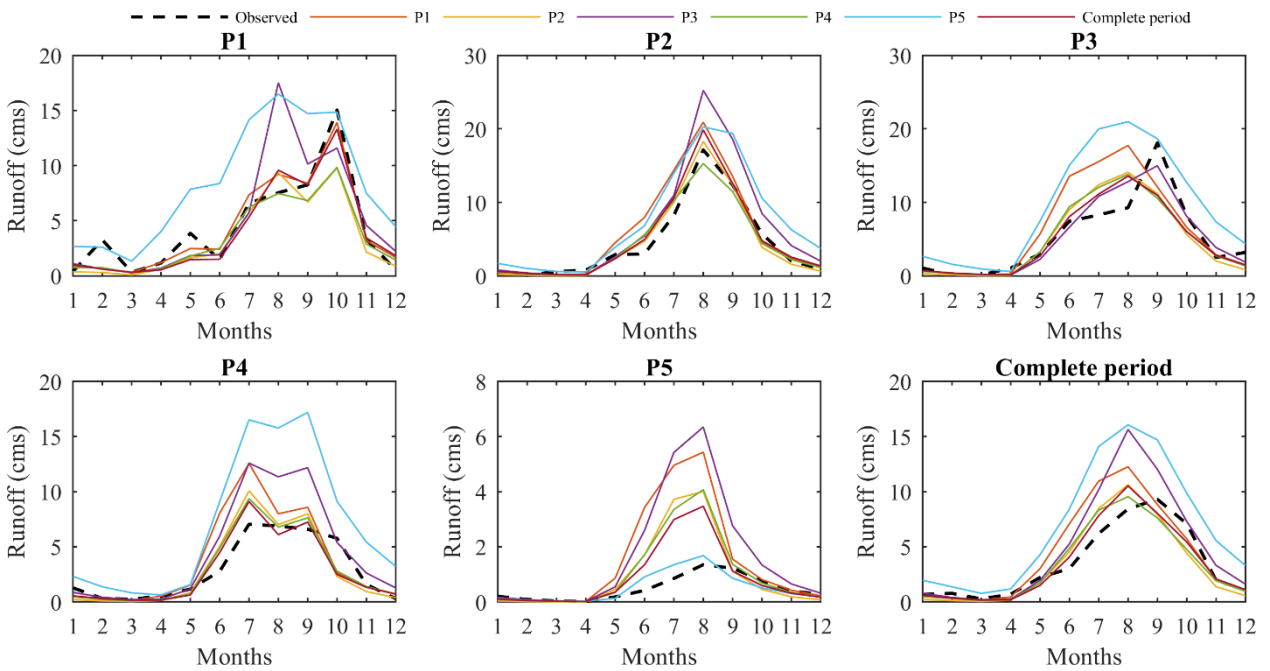 Observed P1 P2 P3 P4 P5 Complete period
P1
20
15
10
5
0
Runoff (cms)
1 2 3 4 5 6 7 8 9 10 11 12
Months
P2
30
20
10
0
Runoff (cms)
1 2 3 4 5 6 7 8 9 10 11 12
Months
P3
30
20
10
0
Runoff (cms)
1 2 3 4 5 6 7 8 9 10 11 12
Months
P4
20
15
10
5
0
Runoff (cms)
1 2 3 4 5 6 7 8 9 10 11 12
Months
P5
8
6
4
2
0
Runoff (cms)
1 2 3 4 5 6 7 8 9 10 11 12
Months
Complete period
20
15
10
5
0
Runoff (cms)
1 2 3 4 5 6 7 8 9 10 11 12
Months